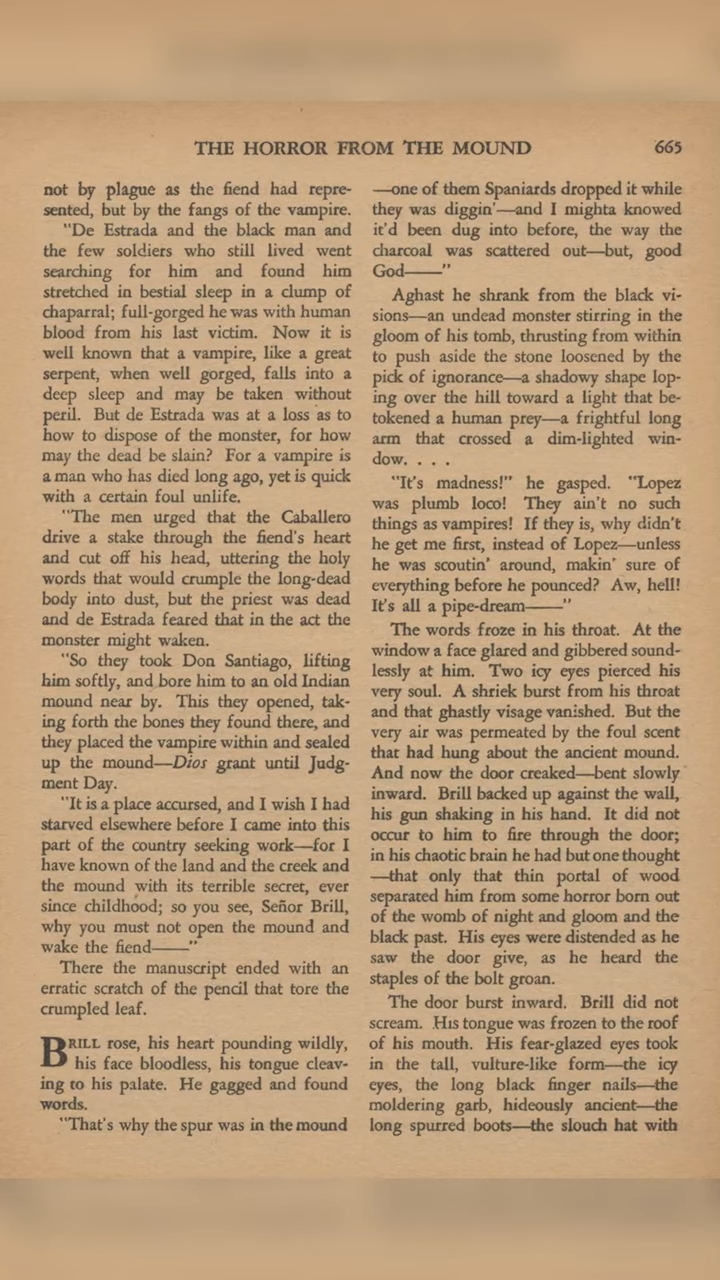 THE HORROR FROM THE MOUND 665
not by plague as the fiend had repre-
sented, but by the fangs of the vampire.
"De Estrada and the black man and
the few soldiers who still lived went
searching for him and found him
stretched in bestial sleep in a clump of
chaparral; full-gorged he was with human
blood from his last victim. Now it is
well known that a vampire, like a great
serpent, when well gorged, falls into a
deep sleep and may be taken without
peril. But de Estrada was at a loss as to
how to dispose of the monster, for how
may the dead be slain? For a vampire is
a man who has died long ago, yet is quick
with a certain foul unlife.
"The men urged that the Caballero
drive a stake through the fiend's heart
and cut off his head, uttering the holy
words that would crumple the long-dead
body into dust, but the priest was dead
and de Estrada feared that in the act the
monster might waken.
"So they took Don Santiago, lifting
him softly, and bore him to an old Indian
mound near by. This they opened, tak-
ing forth the bones they found there, and
they placed the vampire within and sealed
up the mound—Dios grant until Judg-
ment Day.
"It is a place accursed, and I wish I had
starved elsewhere before I came into this
part of the country seeking work—for I
have known of the land and the creek and
the mound with its terrible secret, ever
since childhood; so you see, Señor Brill,
why you must not open the mound and
wake the fiend——"
There the manuscript ended with an
erratic scratch of the pencil that tore the
crumpled leaf.
BRILL rose, his heart pounding wildly,
his face bloodless, his tongue cleav-
ing to his palate. He gagged and found
words.
"That's why the spur was in the mound
—one of them Spaniards dropped it while
they was diggin'—and I mighta knowed
it'd been dug into before, the way the
charcoal was scattered out—but, good
God——"
Aghast he shrank from the black vi-
sions—an undead monster stirring in the
gloom of his tomb, thrusting from within
to push aside the stone loosened by the
pick of ignorance—a shadowy shape lop-
ing over the hill toward a light that be-
tokened a human prey—a frightful long
arm that crossed a dim-lighted win-
dow. . . .
"It's madness!" he gasped. "Lopez
was plumb loco! They ain't no such
things as vampires! If they is, why didn't
he get me first, instead of Lopez—unless
he was scoutin' around, makin' sure of
everything before he pounced? Aw, hell!
It's all a pipe-dream——"
The words froze in his throat. At the
window a face glared and gibbered sound-
lessly at him. Two icy eyes pierced his
very soul. A shriek burst from his throat
and that ghastly visage vanished. But the
very air was permeated by the foul scent
that had hung about the ancient mound.
And now the door creaked—bent slowly
inward. Brill backed up against the wall,
his gun shaking in his hand. It did not
occur to him to fire through the door;
in his chaotic brain he had but one thought
—that only that thin portal of wood
separated him from some horror born out
of the womb of night and gloom and the
black past. His eyes were distended as he
saw the door give, as he heard the
staples of the bolt groan.
The door burst inward. Brill did not
scream. His tongue was frozen to the roof
of his mouth. His fear-glazed eyes took
in the tall, vulture-like form—the icy
eyes, the long black finger nails—the
moldering garb, hideously ancient—the
long spurred boots—the slouch hat with